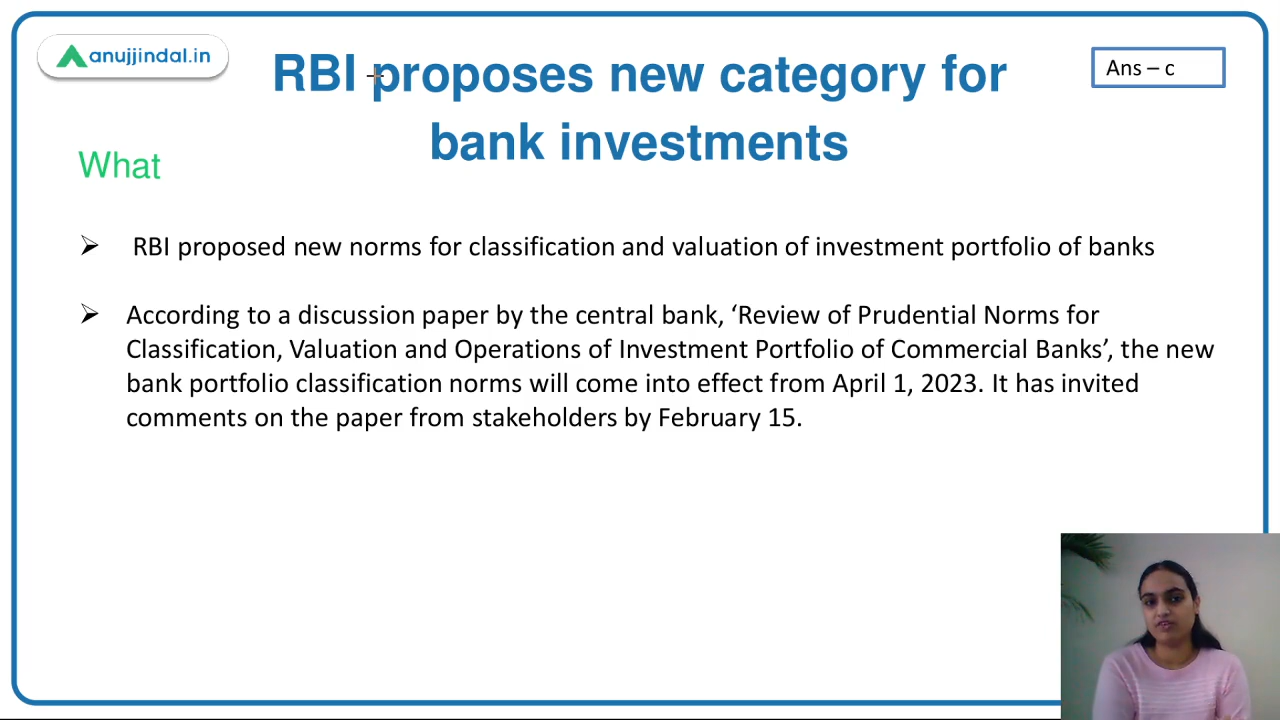 anujjindal.in
RBI proposes new category for
bank investments
Ans – c
What
➢ RBI proposed new norms for classification and valuation of investment portfolio of banks
➢ According to a discussion paper by the central bank, ‘Review of Prudential Norms for
Classification, Valuation and Operations of Investment Portfolio of Commercial Banks’, the new
bank portfolio classification norms will come into effect from April 1, 2023. It has invited
comments on the paper from stakeholders by February 15.